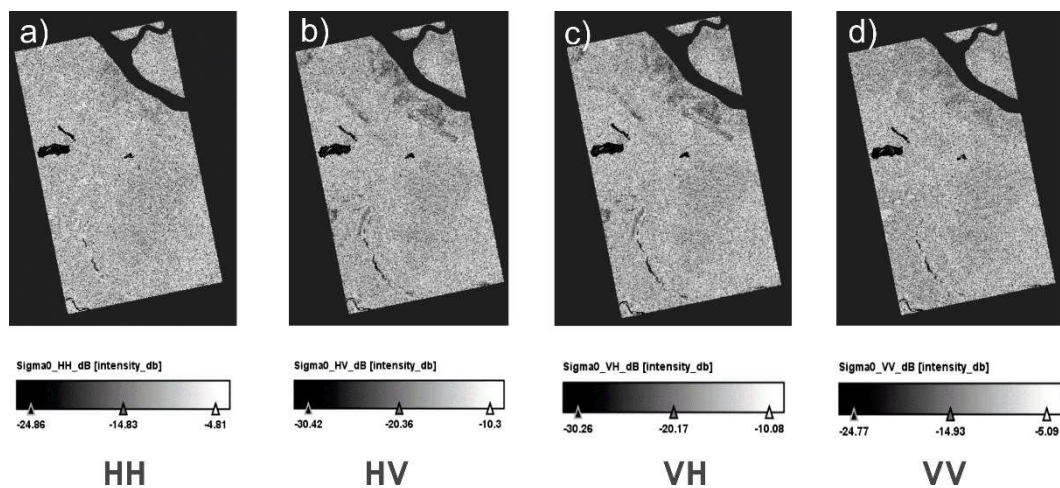 a) b) c) d)
Sigma0_HH_dB [intensity_db] Sigma0_HV_dB [intensity_db] Sigma0_VH_dB [intensity_db] Sigma0_VV_dB [intensity_db]
-24.86 -14.83 -4.81 -30.42 -20.36 -10.3 -30.26 -20.17 -10.08 -24.77 -14.93 -5.09
HH HV VH VV